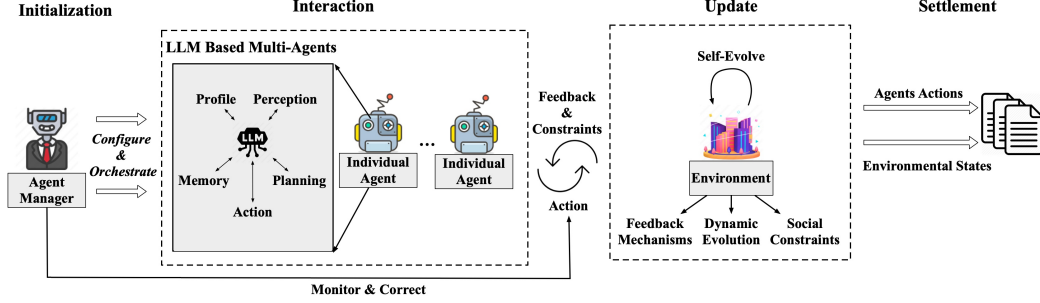 Initialization
Interaction
Update
Settlement
Agent
Manager
Configure
&
Orchestrate
LLM Based Multi-Agents
Profile
Perception
LLM
Memory
Planning
Action
Individual
Agent
...
Individual
Agent
Feedback
&
Constraints
Action
Monitor & Correct
Self-Evolve
Environment
Feedback
Mechanisms
Dynamic
Evolution
Social
Constraints
Agents Actions
Environmental States